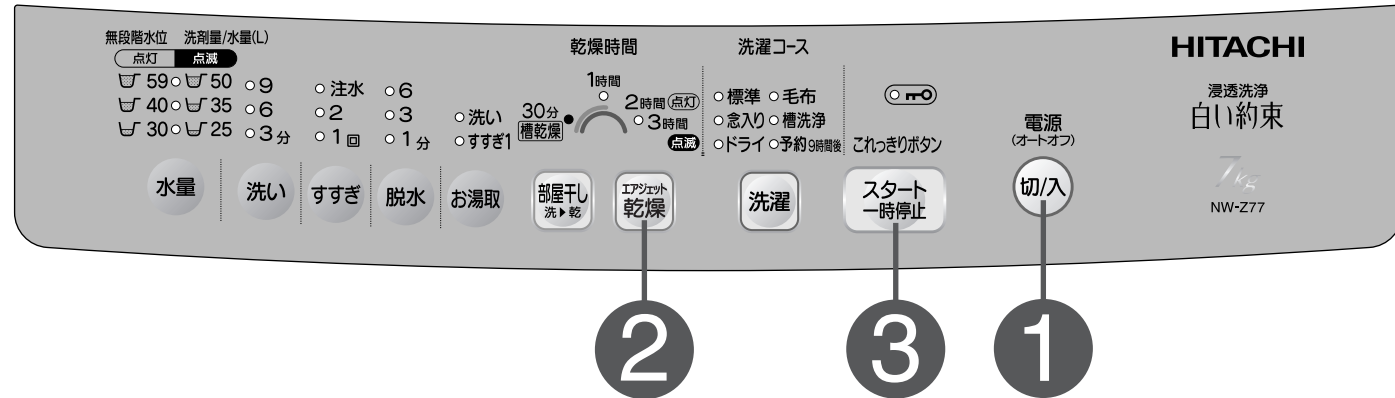 無段階水位 洗剤量/水量(L)
点灯 点滅
59 50
40 35
30 25
9
6
3分
注水
2
1回
6
3
1分
洗い
すすぎ1
乾燥時間
30分
槽乾燥
1時間
2時間 点灯
3時間
点滅
洗濯コース
標準 毛布
念入り 槽洗浄
ドライ 予約9時間後
これっきりボタン
電源
(オートオフ)
HITACHI
浸透洗浄
白い約束
7kg
NW-Z77
水量
洗い
すすぎ
脱水
お湯取
部屋干し
洗▶乾
エアジェット
乾燥
洗濯
スタート
一時停止
切/入
2
3
1